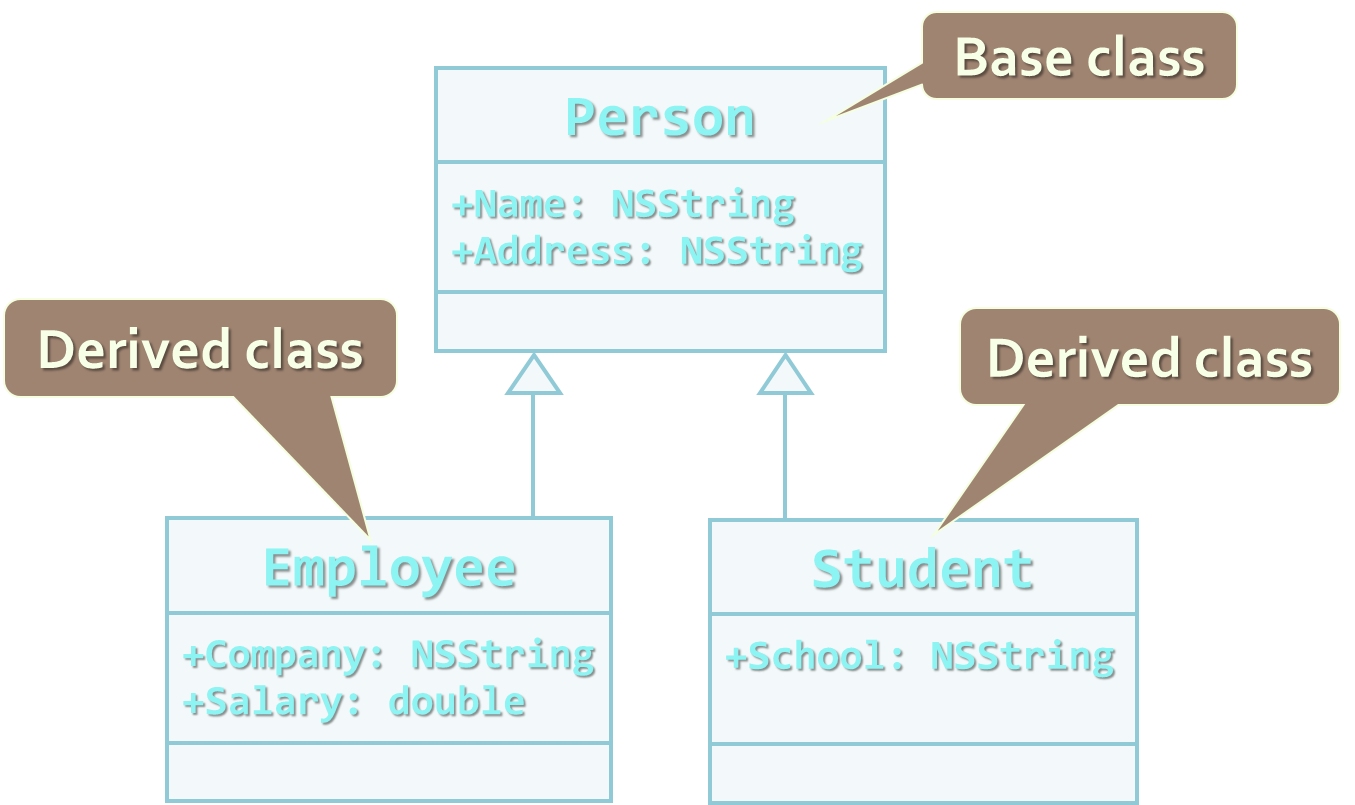 Base class
Person
+Name: NSString
+Address: NSString
Derived class
Derived class
Employee
+Company: NSString
+Salary: double
Student
+School: NSString